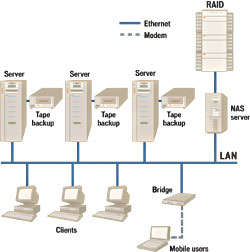 RAID
Ethernet
Modem
Server
Server
Server
Tape
backup
Tape
backup
Tape
backup
NAS
server
LAN
Bridge
Clients
Mobile users